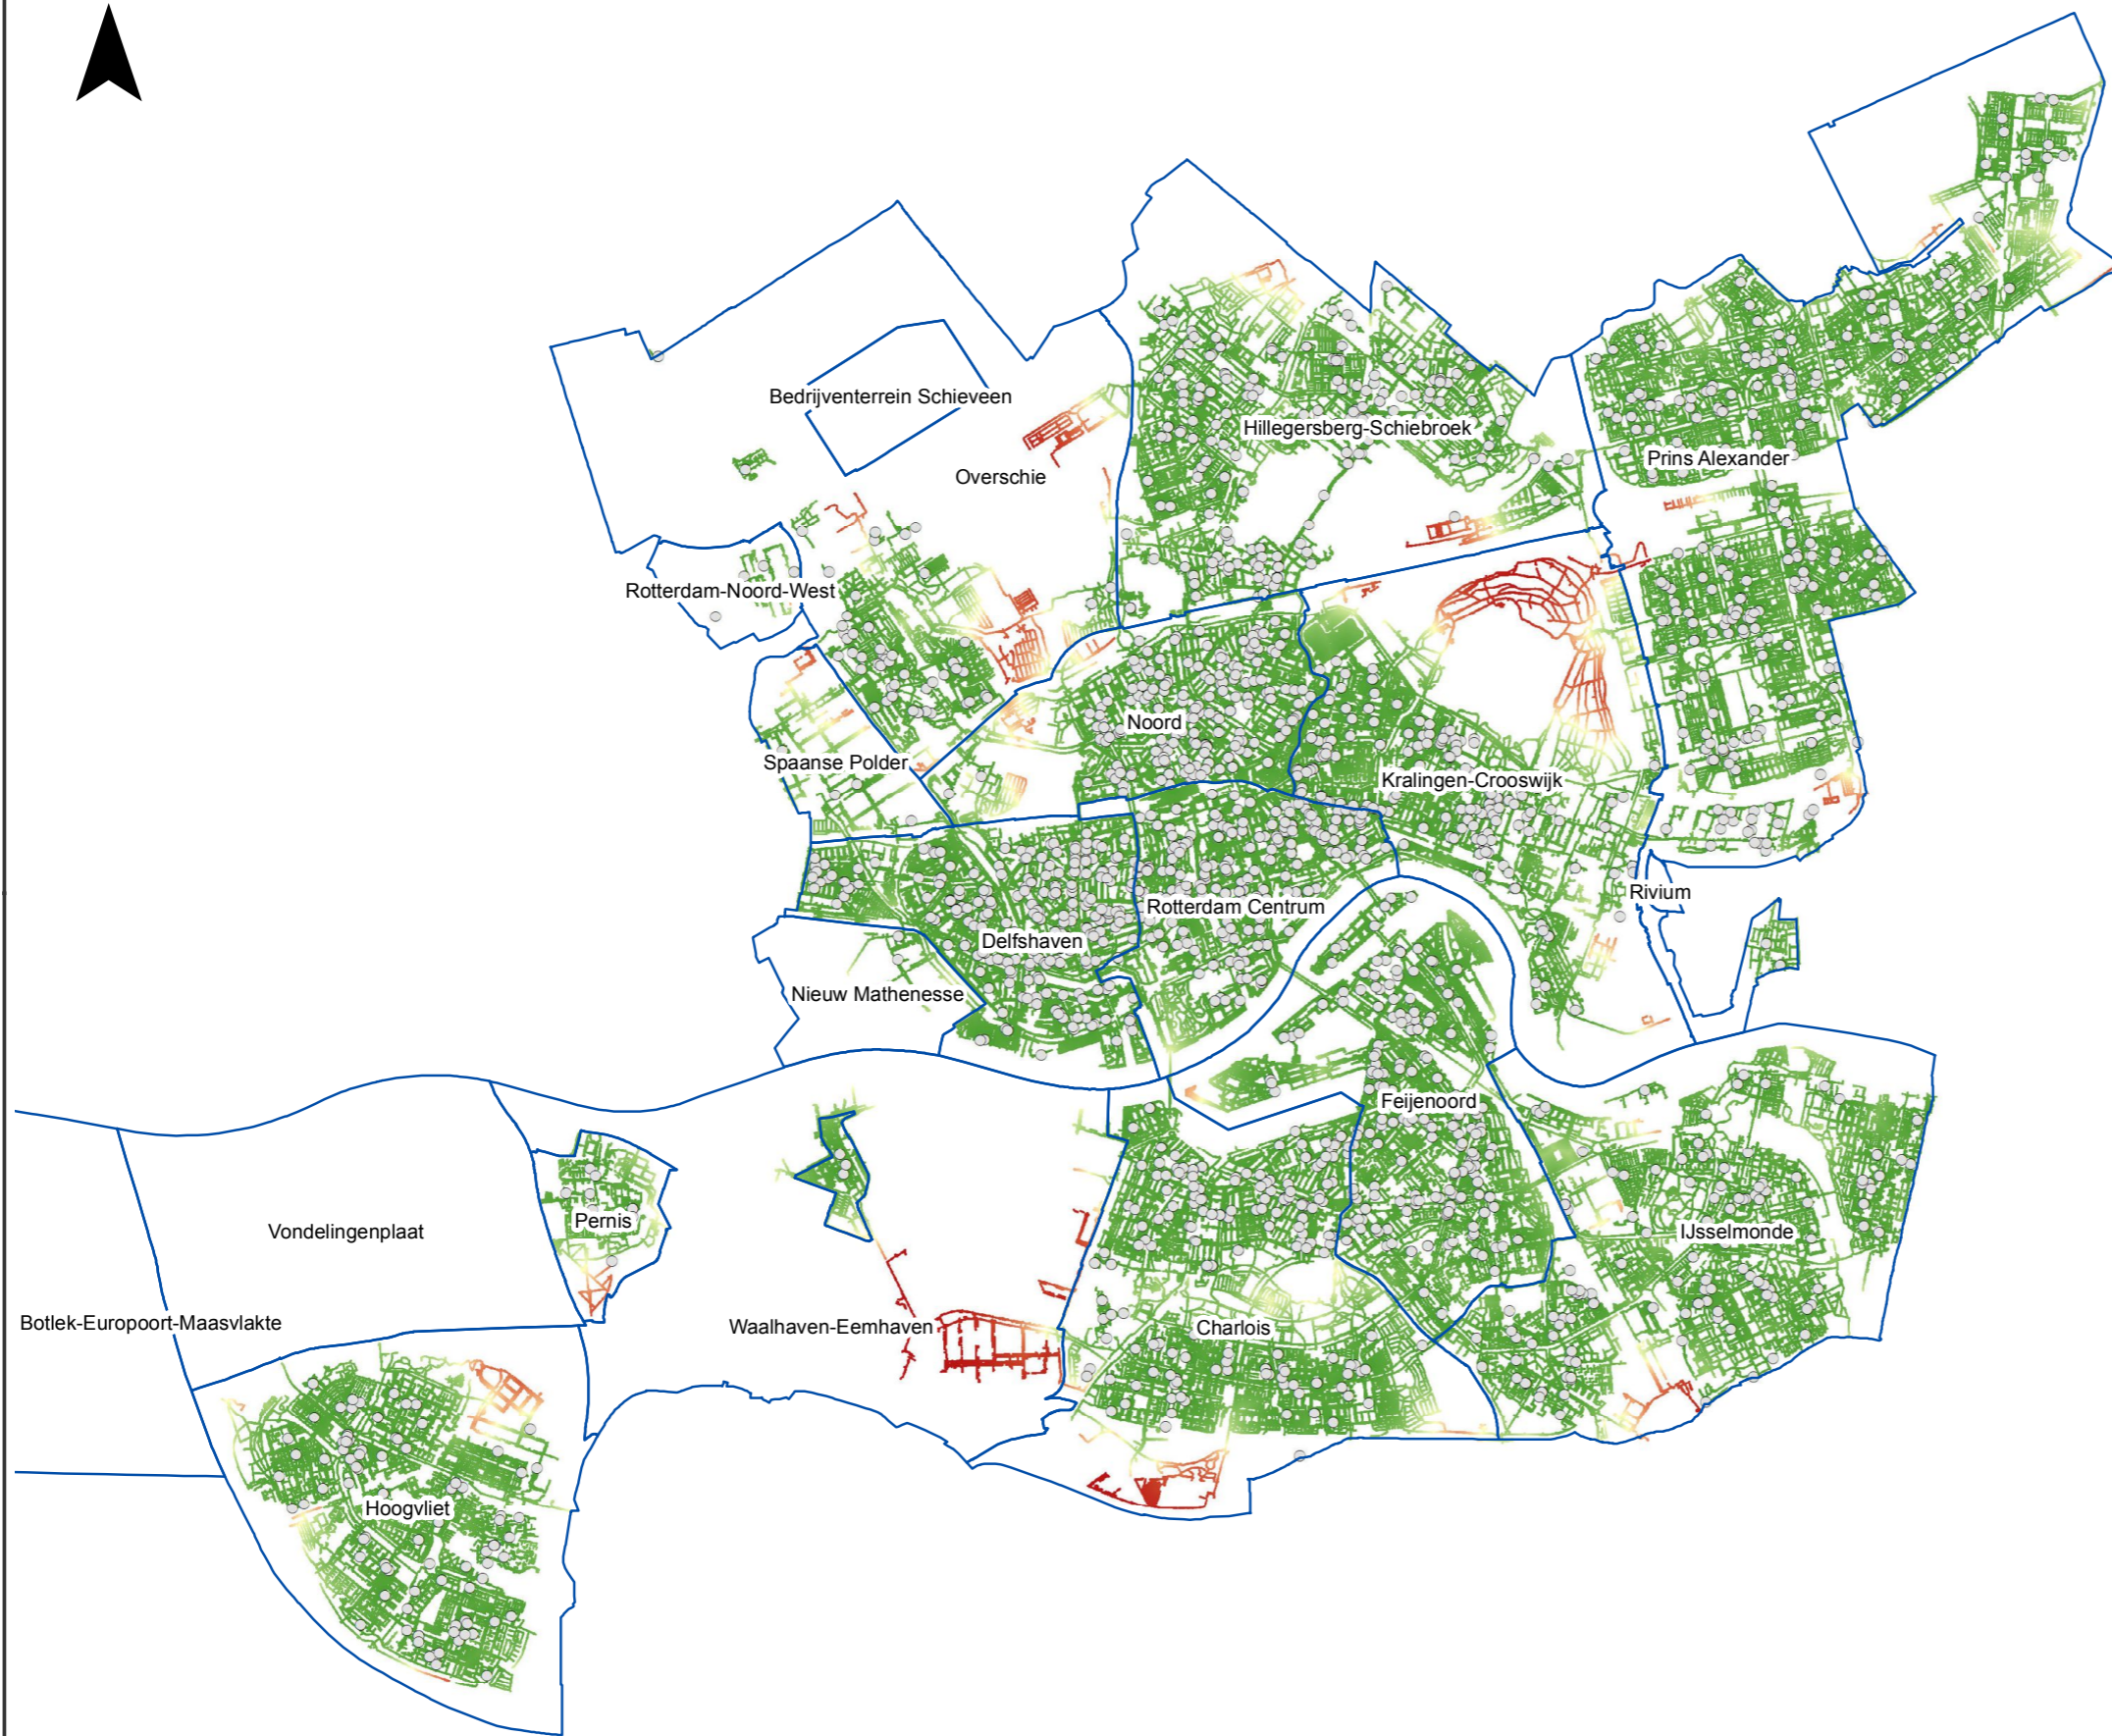 Bedrijventerrein Schieveen
Hillegersberg-Schiebroek
Prins Alexander
Overschie
Rotterdam-Noord-West
Noord
Spaanse Polder
Kralingen-Crooswijk
Rivium
Rotterdam Centrum
Delfshaven
Nieuw Mathenesse
Feijenoord
Pernis
Vondelingenplaat
IJsselmonde
Botlek-Europoort-Maasvlakte
Waalhaven-Eemhaven
Charlois
Hoogvliet